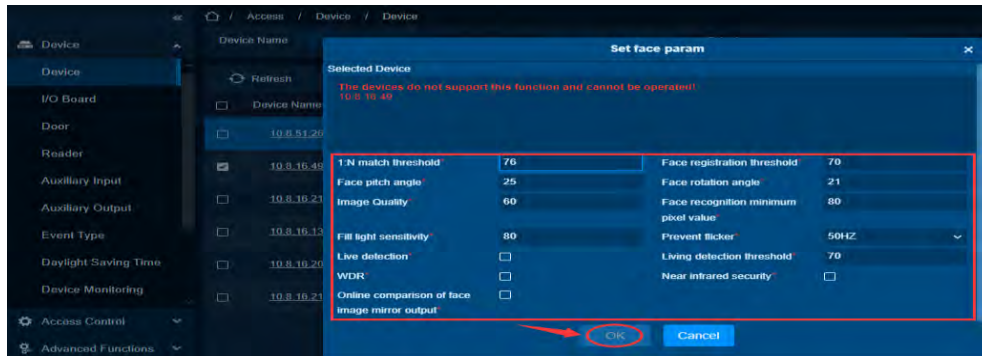 Access / Device / Device
Device
Device
I/O Board
Door
Reader
Auxiliary Input
Auxiliary Output
Event Type
Daylight Saving Time
Device Monitoring
Access Control
Advanced Functions
Device Name
Refresh
Device Name
10.8.51.26
10.8.16.49
10.8.16.21
10.8.16.13
10.8.16.20
10.8.16.21
Set face param
Selected Device
The devices do not support this function and cannot be operated!
10.8.16.49
1:N match threshold* 76 Face registration threshold* 70
Face pitch angle* 25 Face rotation angle* 21
Image Quality* 60 Face recognition minimum
pixel value* 80
Fill light sensitivity* 80 Prevent flicker* 50HZ
Live detection* Living detection threshold* 70
WDR* Near infrared security*
Online comparison of face
image mirror output*
OK Cancel